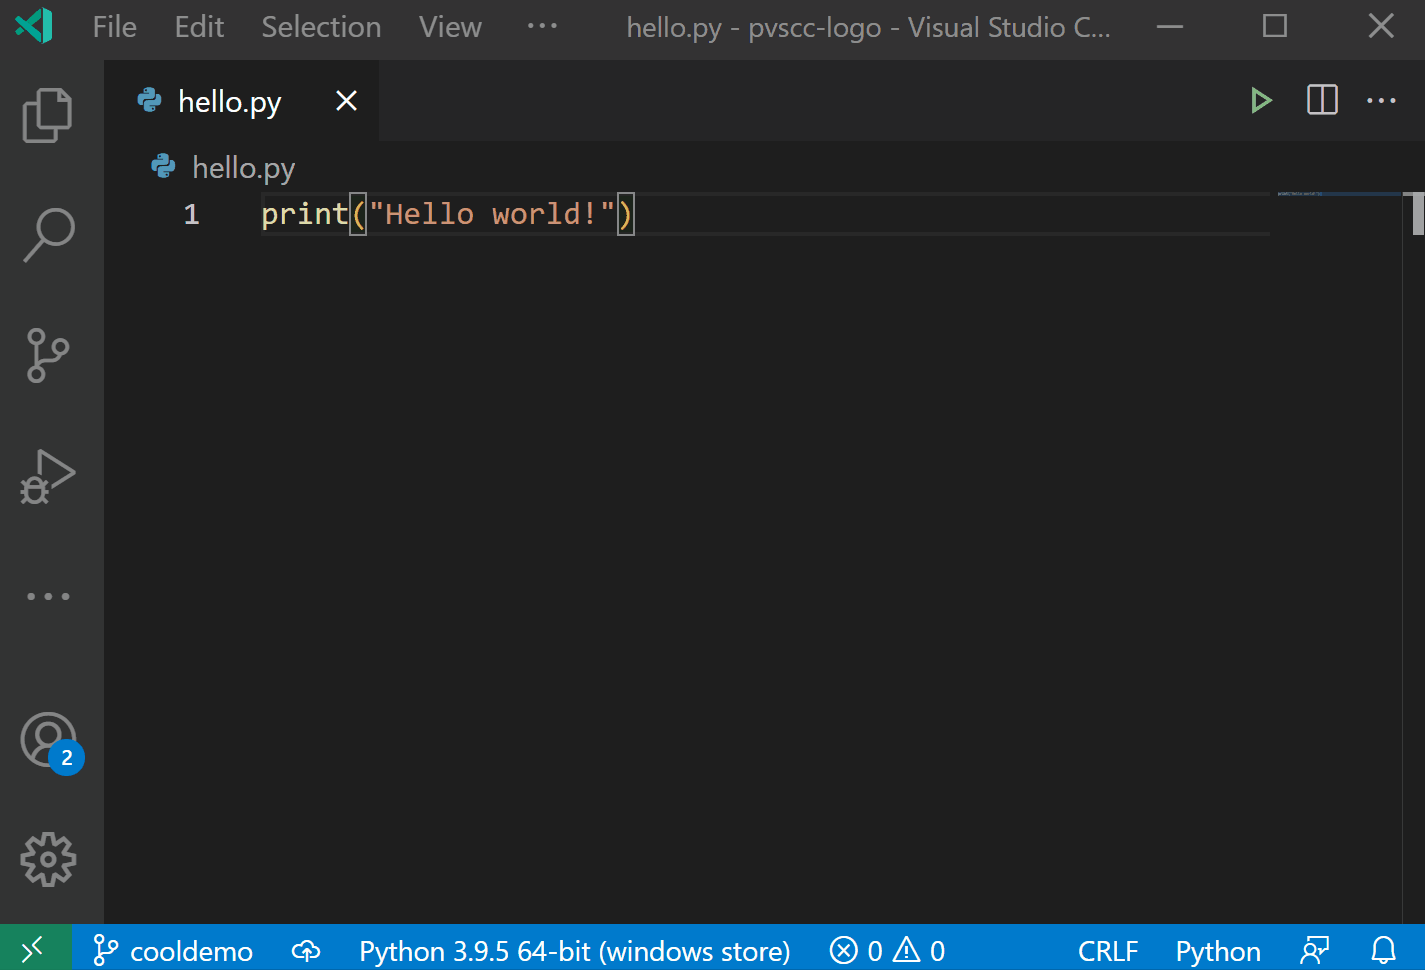 File Edit Selection View ··· hello.py - pvscc-logo - Visual Studio C...
hello.py
hello.py
1 print("Hello world!")
2
cooldemo Python 3.9.5 64-bit (windows store) 0 0 CRLF Python